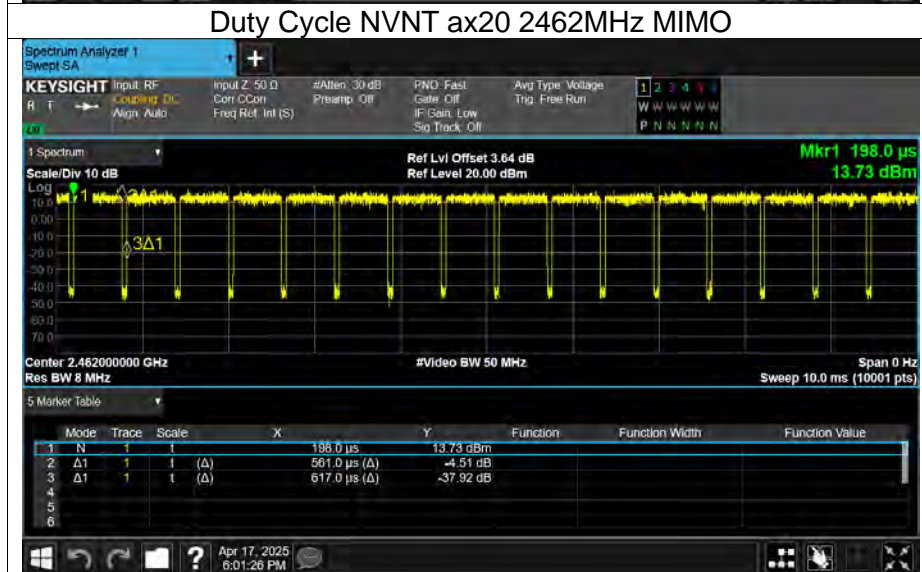 Duty Cycle NVNT ax20 2462MHz MIMO
Spectrum Analyzer 1
Swept SA
+
KEYSIGHT Input: RF Input Z: 50 Ω #Atten: 30 dB PNO: Fast Avg Type: Voltage 1 2 3 4 5 6
R T Coupling: DC Corr CCorr Preamp: Off Gate: Off Trig: Free Run W W W W W W
Align: Auto Freq Ref: Int (S) IF Gain: Low
Sig Track: Off P N N N N N
1 Spectrum Ref Lvl Offset 3.64 dB Mkr1 198.0 µs
Scale/Div 10 dB Ref Level 20.00 dBm 13.73 dBm
Log
10.0 1
0.00
-10.0 3Δ1
-20.0
-30.0
-40.0
-50.0
-60.0
-70.0
Center 2.462000000 GHz #Video BW 50 MHz Span 0 Hz
Res BW 8 MHz Sweep 10.0 ms (10001 pts)
5 Marker Table
Mode Trace Scale X Y Function Function Width Function Value
1 N 1 t 198.0 µs 13.73 dBm
2 Δ1 1 t (Δ) 561.0 µs (Δ) -4.51 dB
3 Δ1 1 t (Δ) 617.0 µs (Δ) -37.92 dB
4
5
6
? Apr 17, 2025
6:01:26 PM